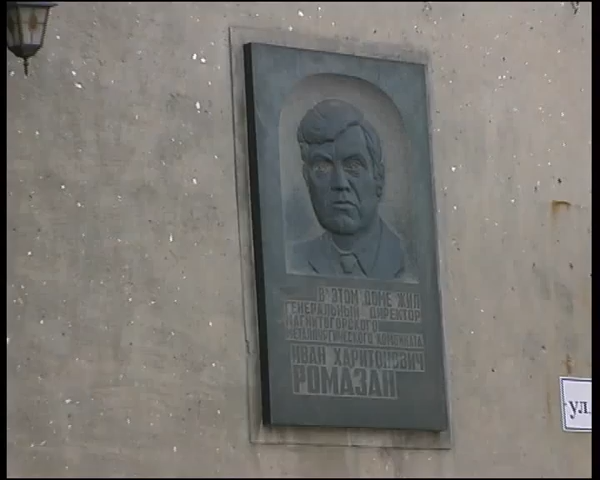 В ЭТОМ ДОМЕ ЖИЛ
ГЕНЕРАЛЬНЫЙ ДИРЕКТОР
МАГНИТОГОРСКОГО
МЕТАЛЛУРГИЧЕСКОГО КОМБИНАТА
ИВАН ХАРИТОНОВИЧ
РОМАЗАН
ул.